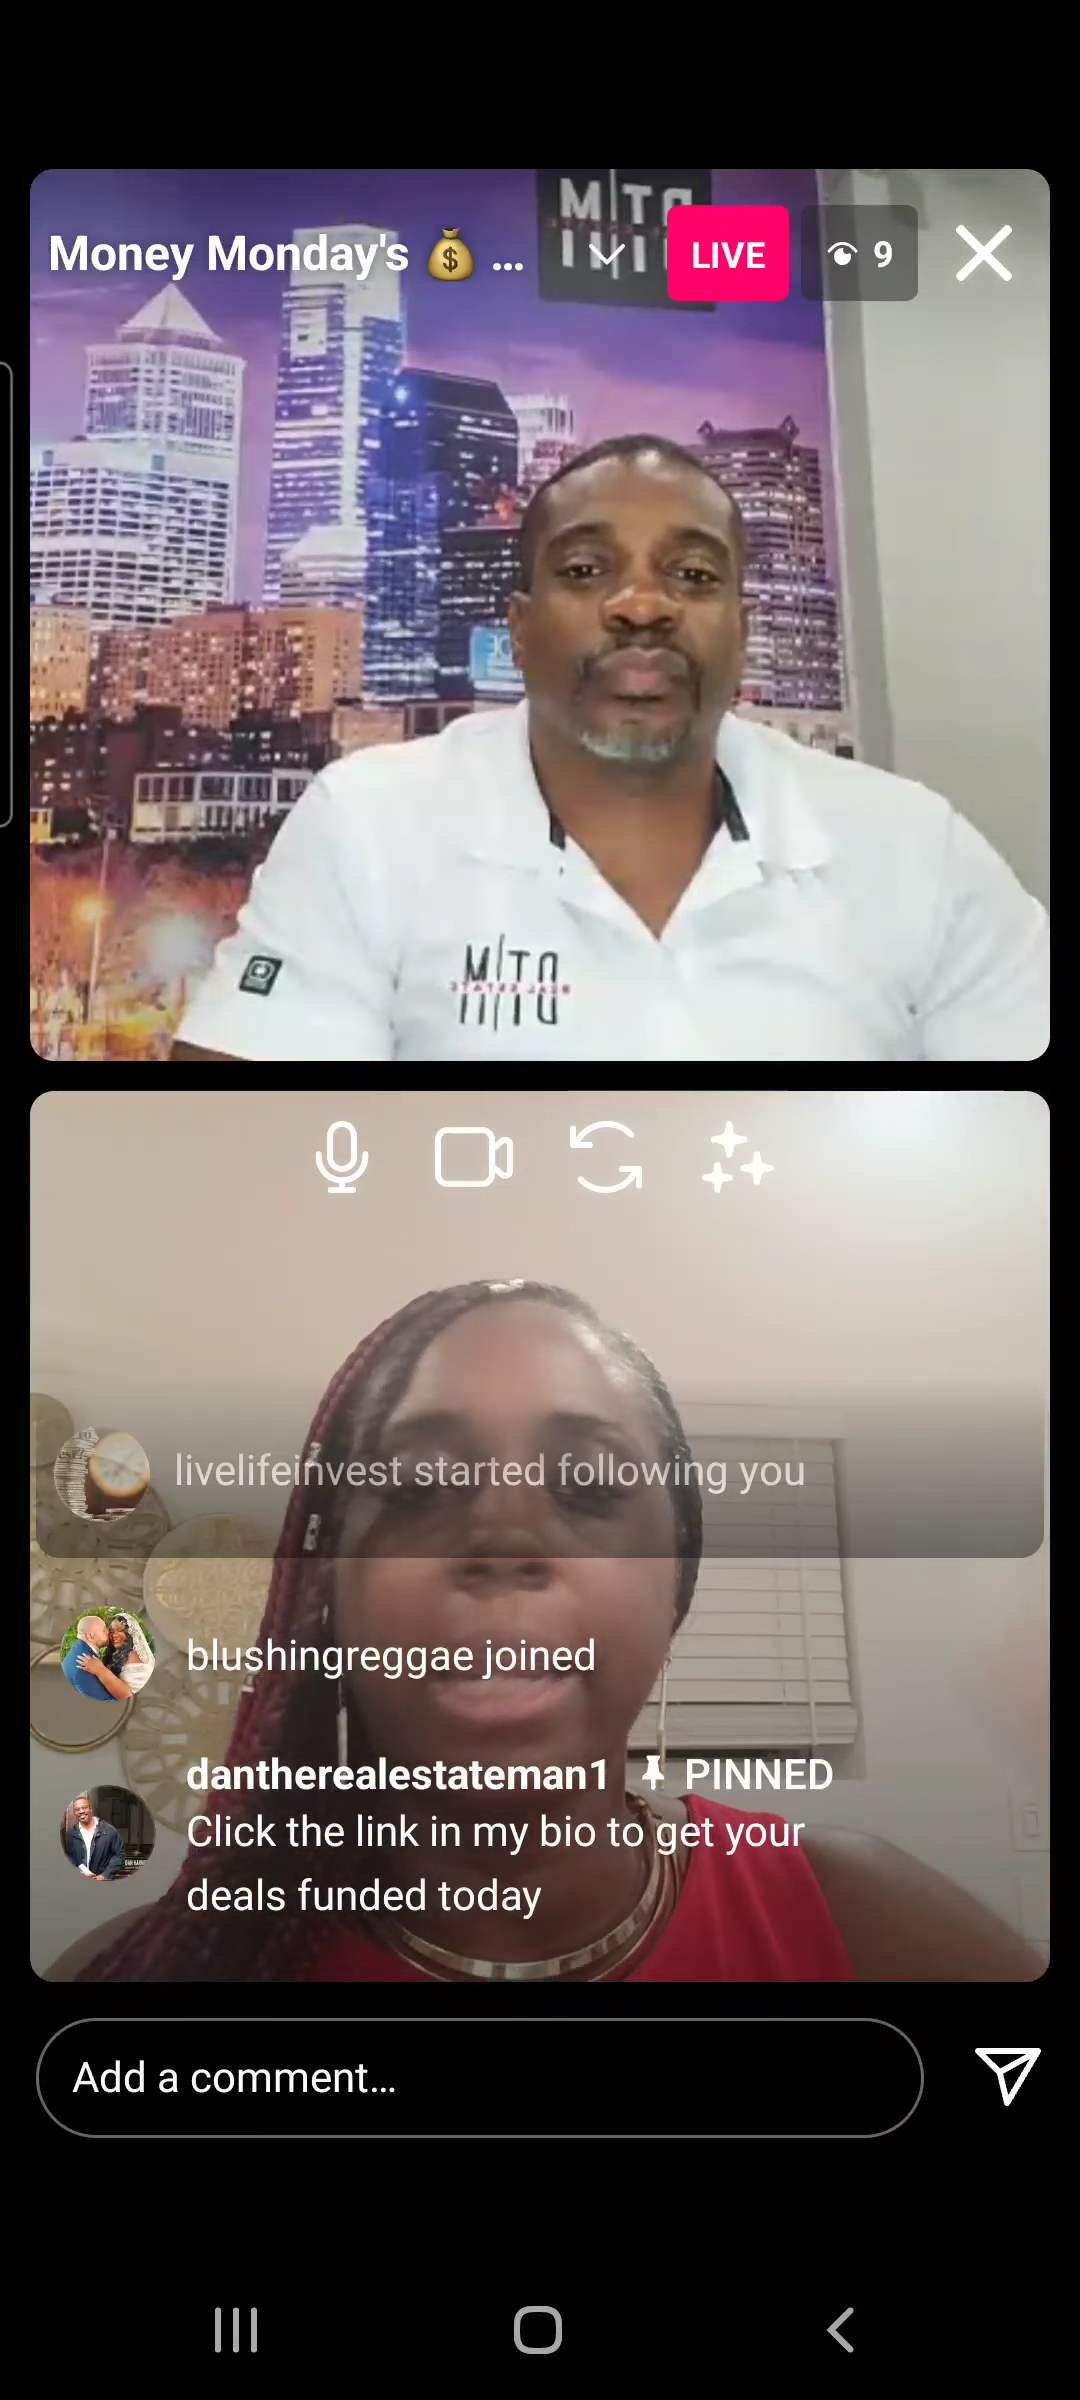 Money Monday's 💰 ...
LIVE
9
livelifeinvest started following you
blushingreggae joined
dantherealestateman1 PINNED
Click the link in my bio to get your
deals funded today
Add a comment...